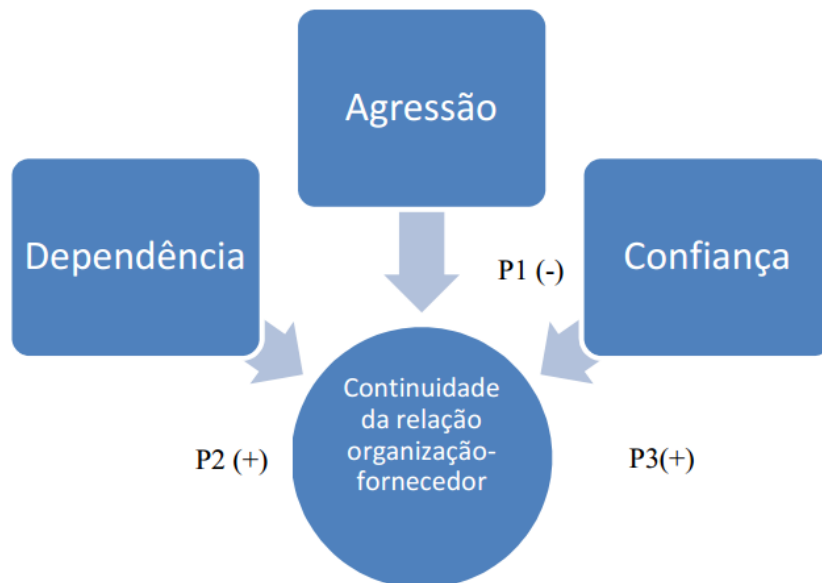 Agressão
Dependência
Confiança
P1 (-)
Continuidade
da relação
organização-
fornecedor
P2 (+)
P3(+)